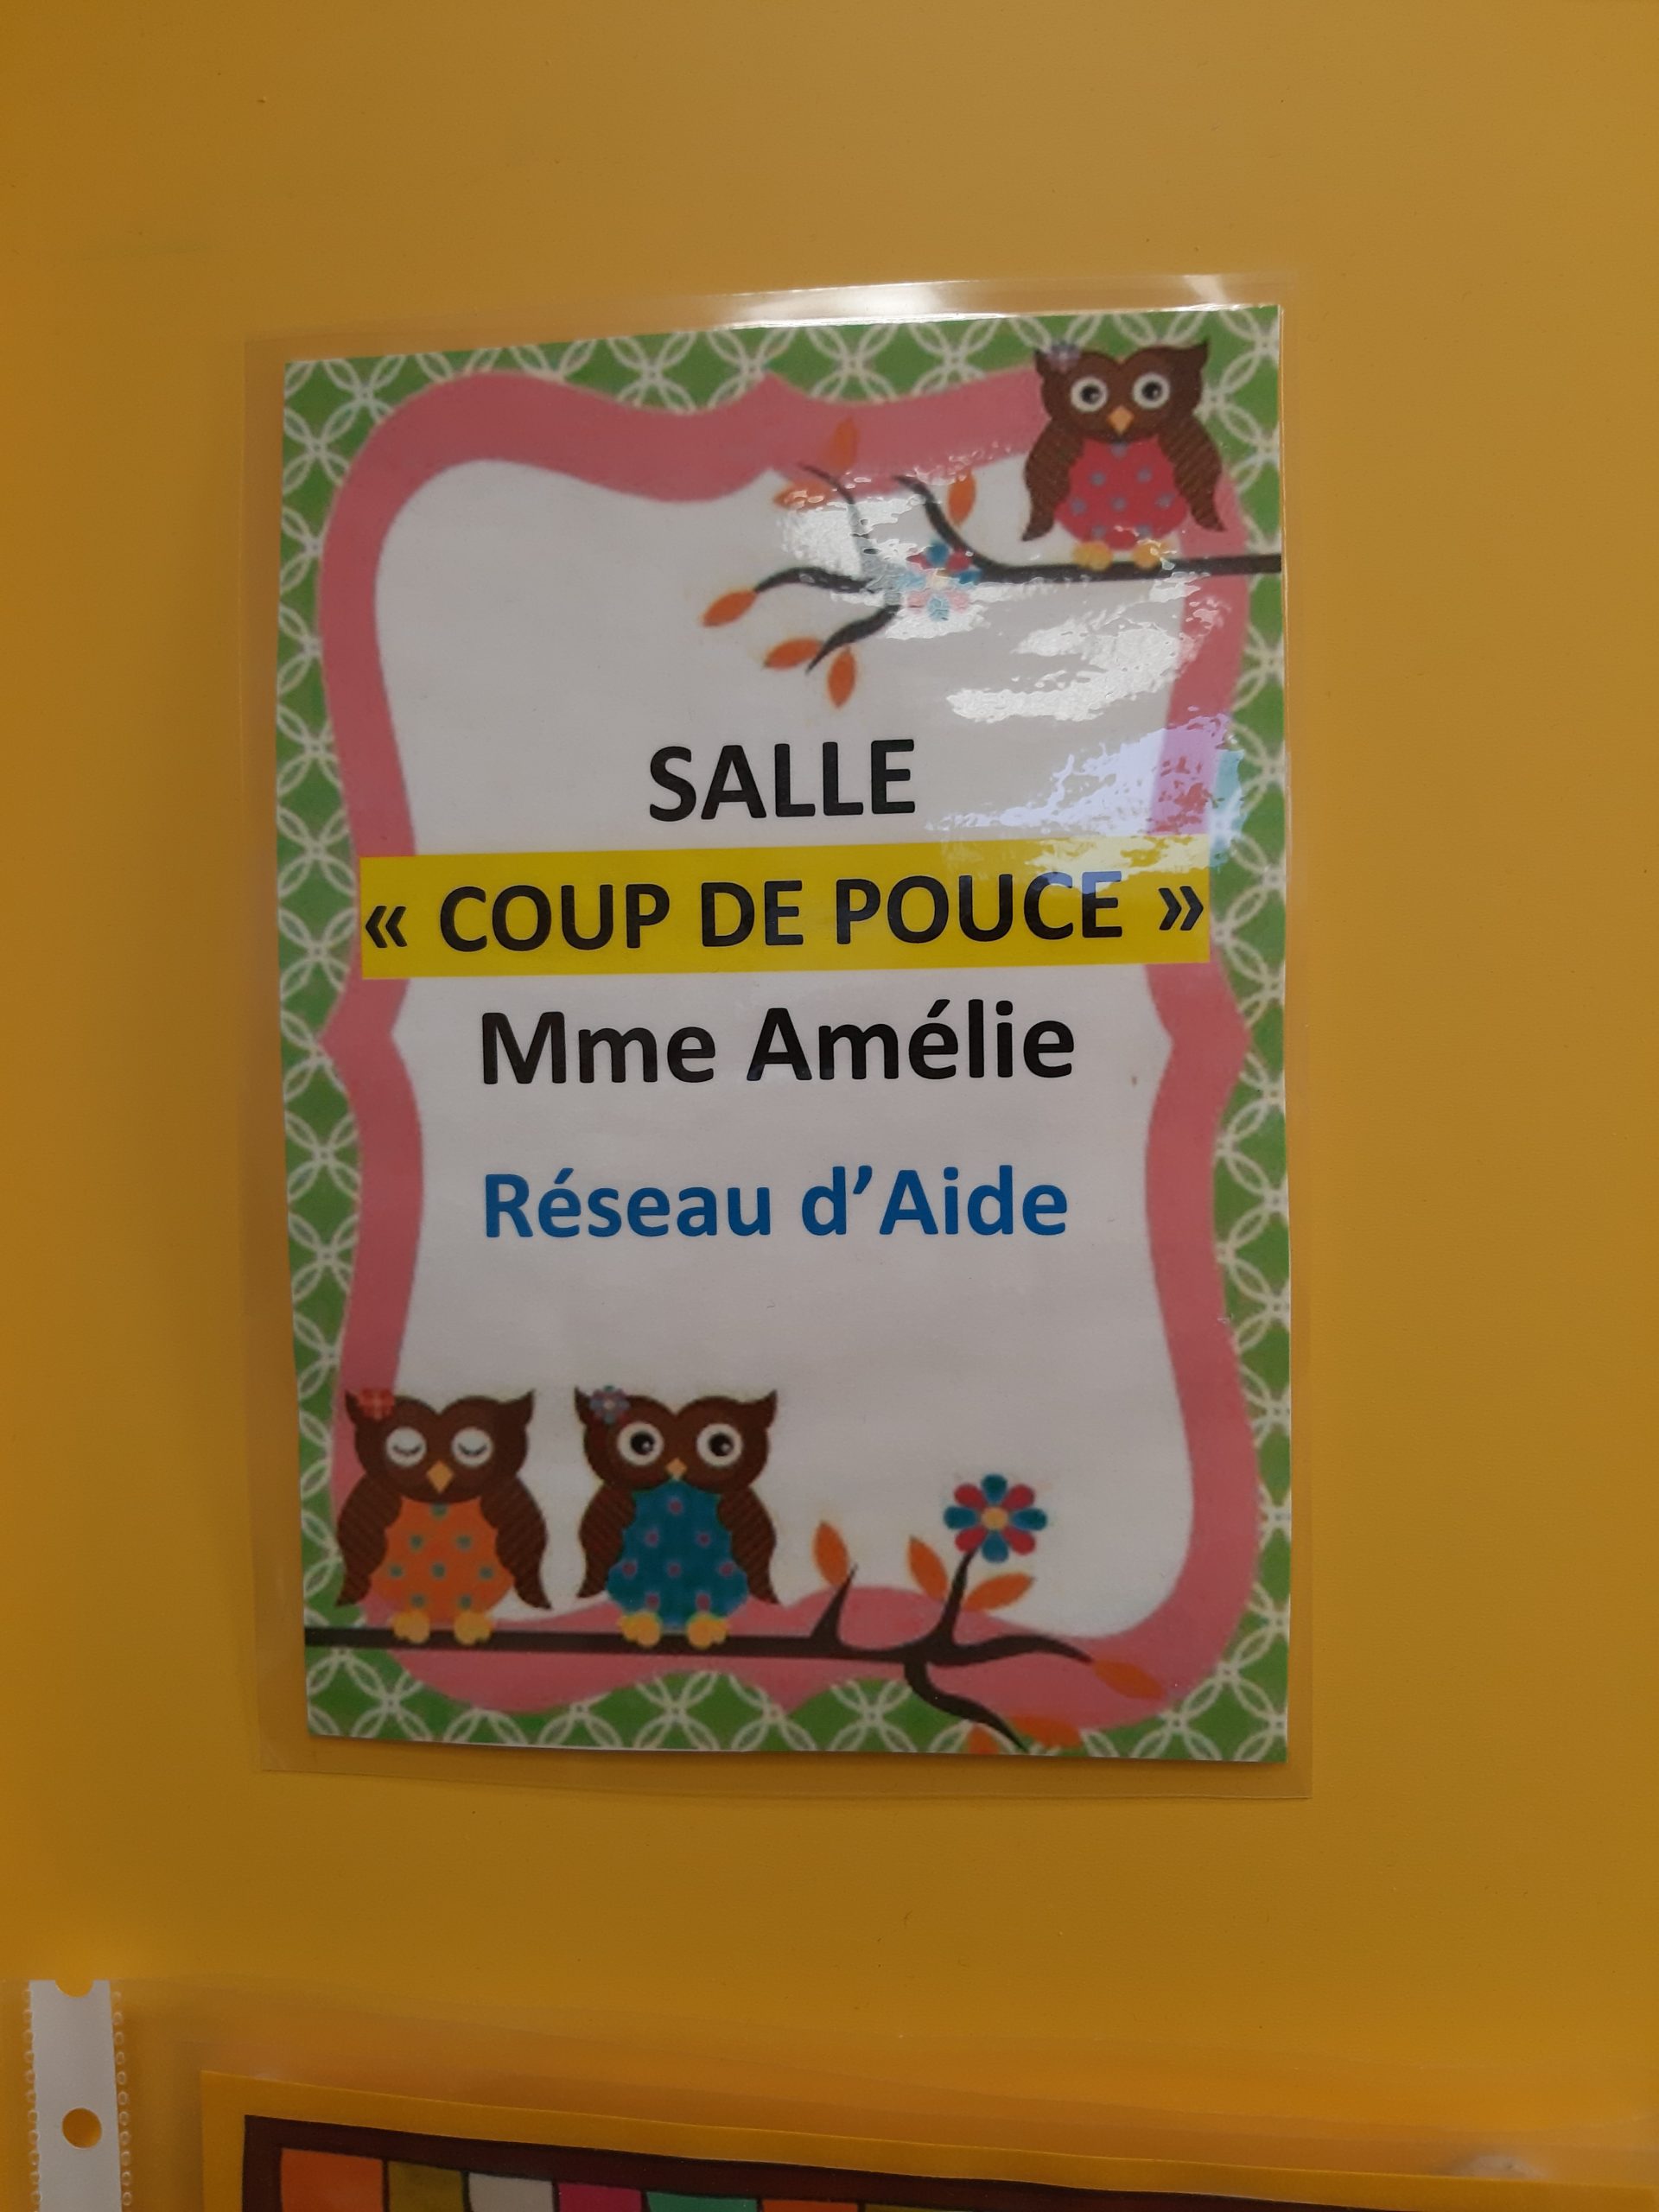 SALLE
« COUP DE POUCE »
Mme Amélie
Réseau d’Aide